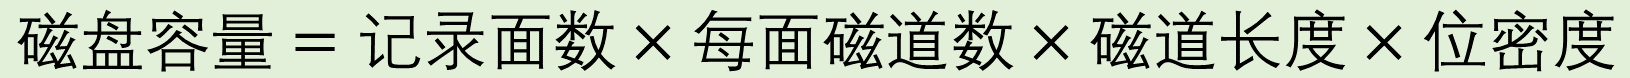 磁盘容量 = 记录面数 × 每面磁道数 × 磁道长度 × 位密度